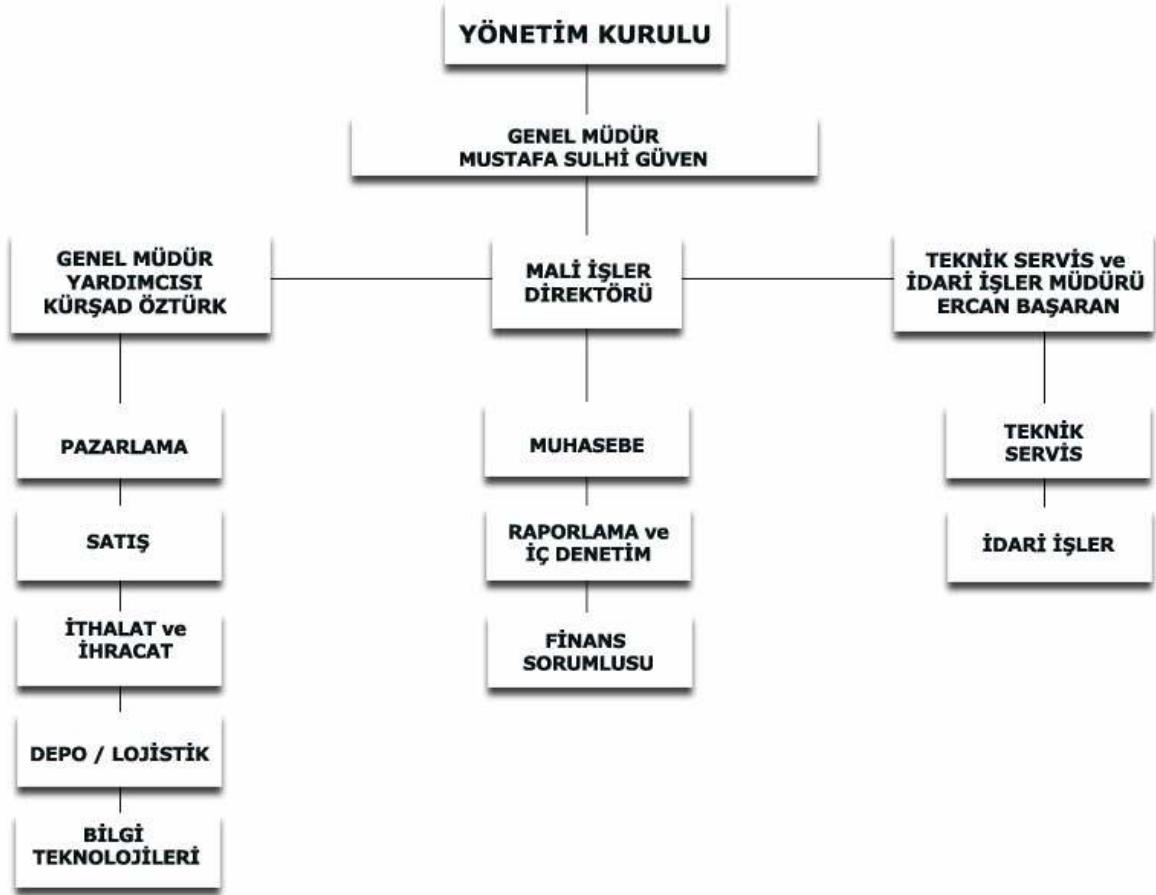 YÖNETİM KURULU
GENEL MÜDÜR
MUSTAFA SULHİ GÜVEN
GENEL MÜDÜR
YARDIMCISI
KÜRŞAD ÖZTÜRK
MALİ İŞLER
DİREKTÖRÜ
TEKNİK SERVİS ve
İDARİ İŞLER MÜDÜRÜ
ERCAN BAŞARAN
PAZARLAMA
SATIŞ
İTHALAT ve
İHRACAT
DEPO / LOJİSTİK
BİLGİ
TEKNOLOJİLERİ
MUHASEBE
RAPORLAMA ve
İÇ DENETİM
FİNANS
SORUMLUSU
TEKNİK
SERVİS
İDARİ İŞLER